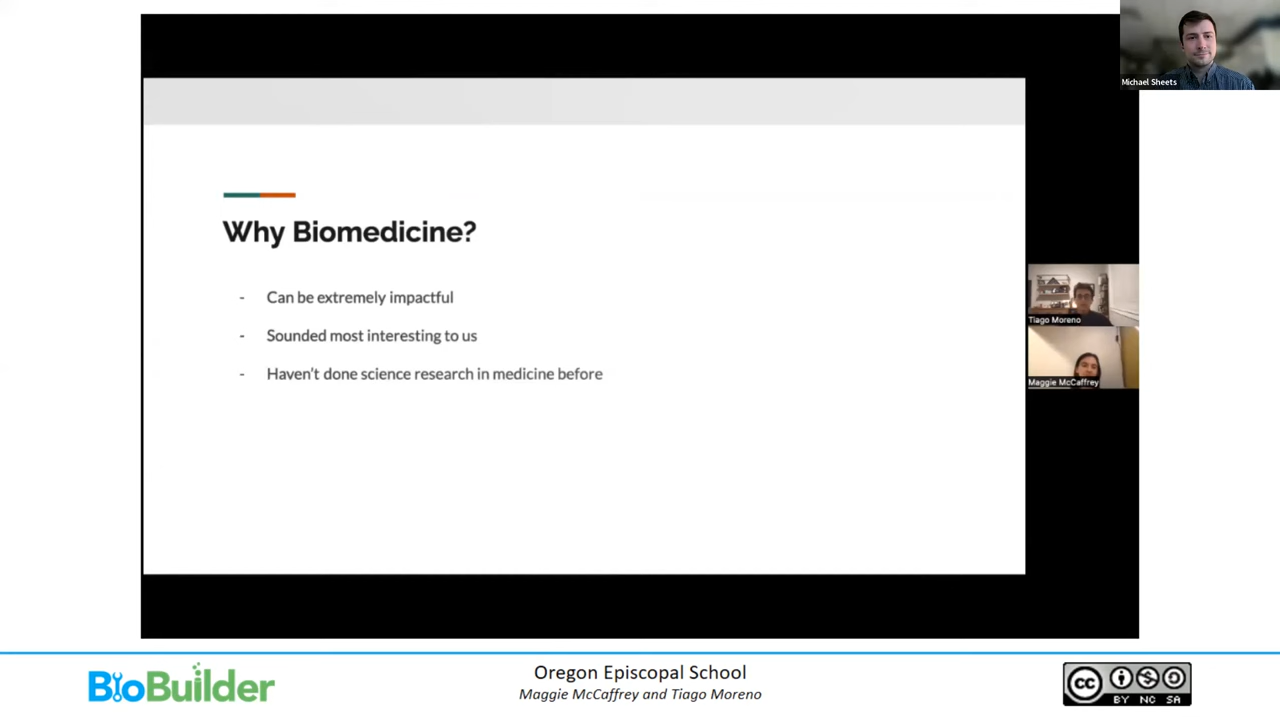 Michael Sheets
Why Biomedicine?
- Can be extremely impactful
- Sounded most interesting to us
- Haven't done science research in medicine before
Tiago Moreno
Maggie McCaffrey
BioBuilder
Oregon Episcopal School
Maggie McCaffrey and Tiago Moreno
cc
BY NC SA